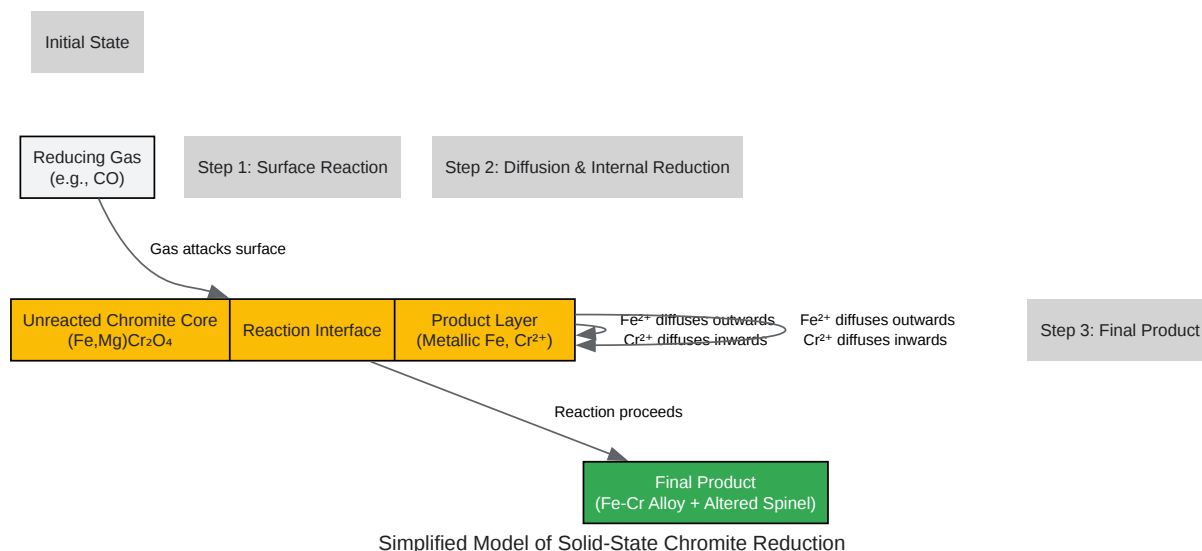 Initial State
Reducing Gas
(e.g., CO)
Step 1: Surface Reaction
Step 2: Diffusion & Internal Reduction
Gas attacks surface
Unreacted Chromite Core
(Fe,Mg)Cr₂O₄
Reaction Interface
Product Layer
(Metallic Fe, Cr²⁺)
Fe²⁺ diffuses outwards
Cr²⁺ diffuses inwards
Fe²⁺ diffuses outwards
Cr²⁺ diffuses inwards
Step 3: Final Product
Reaction proceeds
Final Product
(Fe-Cr Alloy + Altered Spinel)
Simplified Model of Solid-State Chromite Reduction